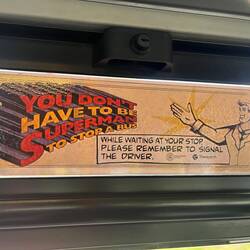 YOU DON'T
HAVE TO BE
SUPERMAN
TO STOP A BUS
WHILE WAITING AT YOUR STOP
PLEASE REMEMBER TO SIGNAL
THE DRIVER.